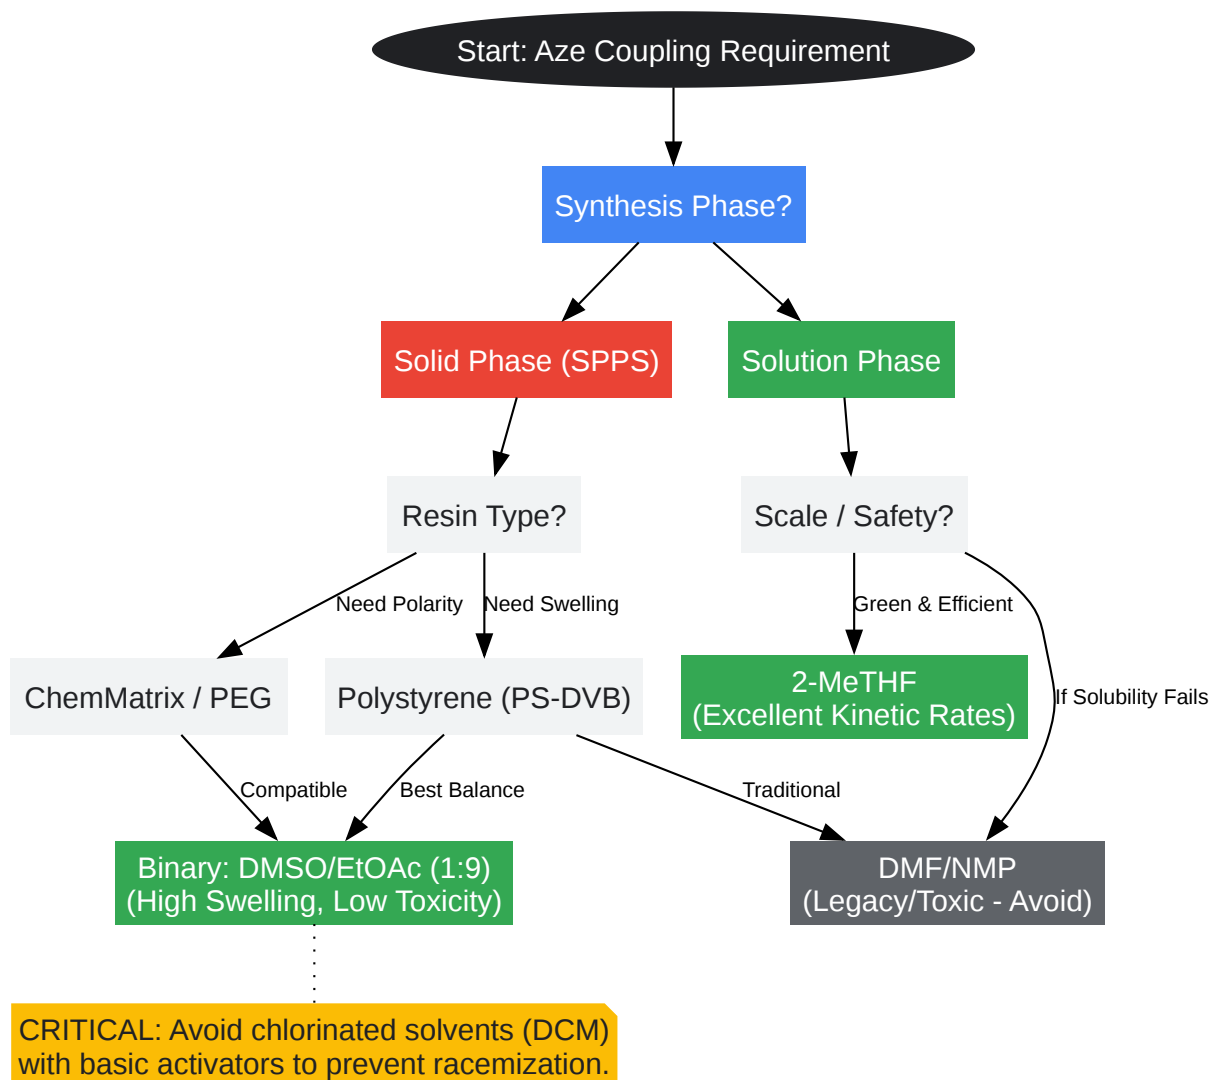 Start: Aze Coupling Requirement
Synthesis Phase?
Solid Phase (SPPS)
Solution Phase
Resin Type?
Scale / Safety?
Need Polarity
Need Swelling
Green & Efficient
ChemMatrix / PEG
Polystyrene (PS-DVB)
2-MeTHF
(Excellent Kinetic Rates)
If Solubility Fails
Compatible
Best Balance
Traditional
Binary: DMSO/EtOAc (1:9)
(High Swelling, Low Toxicity)
DMF/NMP
(Legacy/Toxic - Avoid)
CRITICAL: Avoid chlorinated solvents (DCM)
with basic activators to prevent racemization.